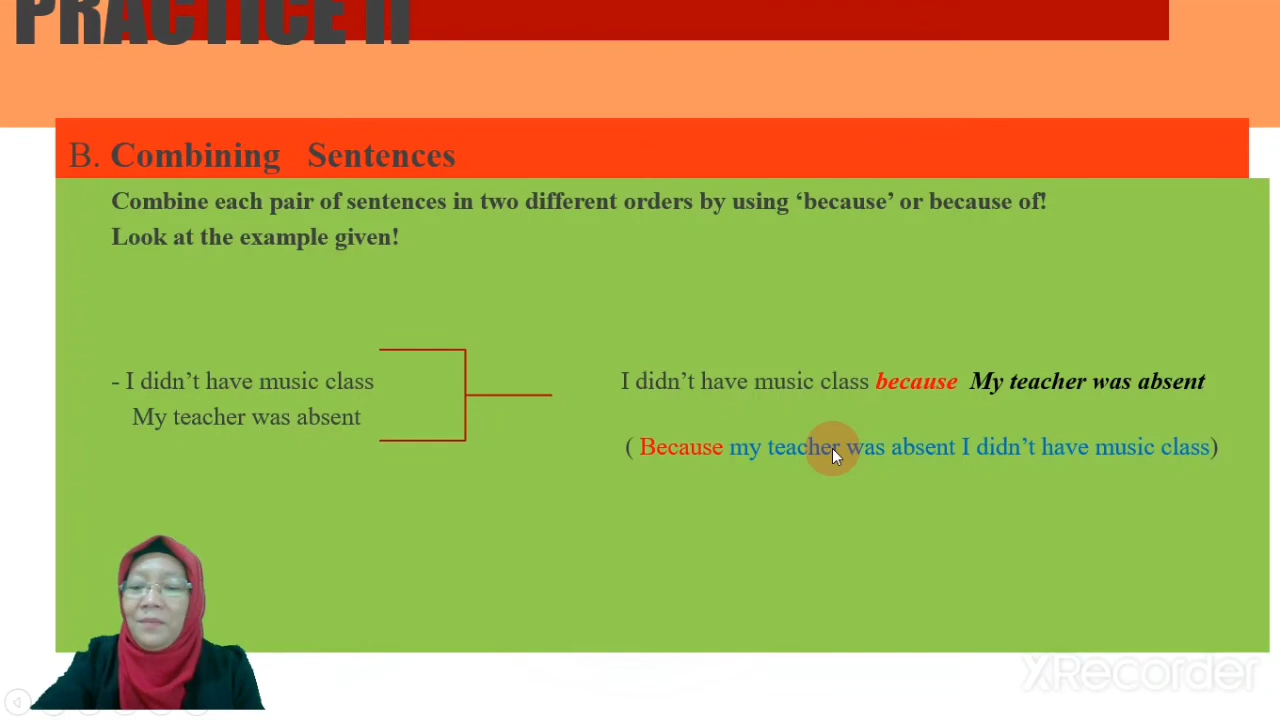 PRACTICE II
B. Combining Sentences
Combine each pair of sentences in two different orders by using ‘because’ or because of!
Look at the example given!
- I didn’t have music class
My teacher was absent
I didn’t have music class because My teacher was absent
( Because my teacher was absent I didn’t have music class)
XRecorder